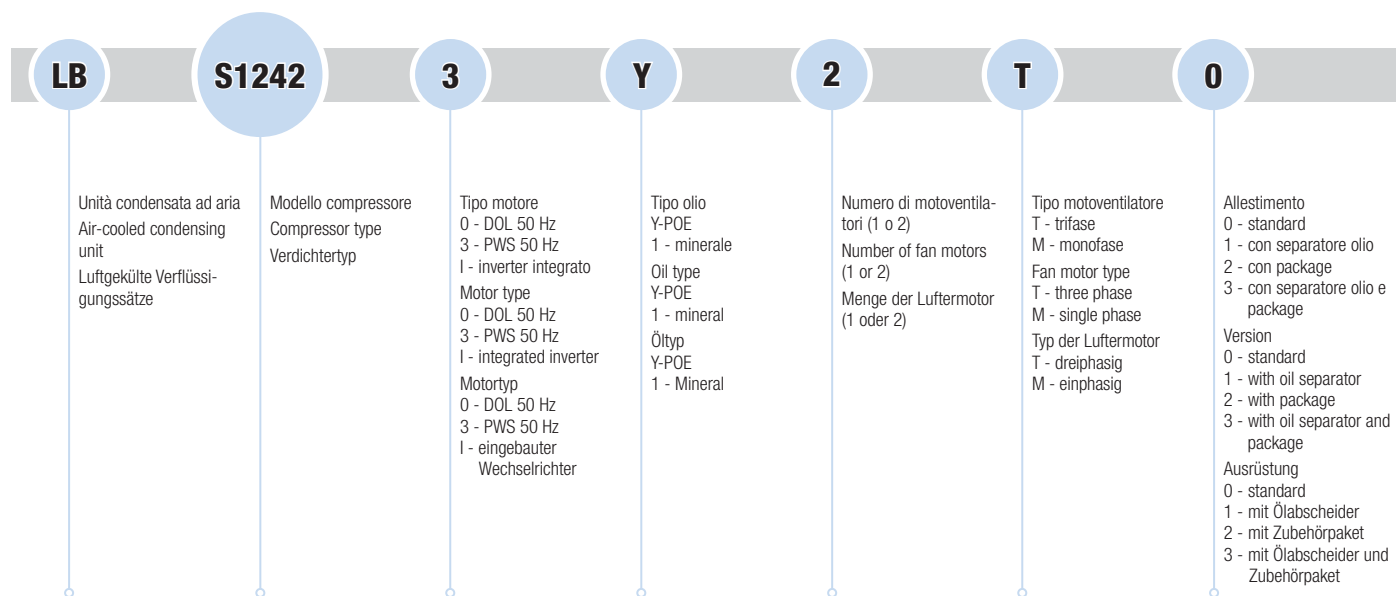 LB
S1242
3
Y
2
T
0
Unità condensata ad aria
Air-cooled condensing
unit
Luftgekülte Verflüssi-
gungssätze
Modello compressore
Compressor type
Verdichtertyp
Tipo motore
0 - DOL 50 Hz
3 - PWS 50 Hz
I - inverter integrato
Motor type
0 - DOL 50 Hz
3 - PWS 50 Hz
I - integrated inverter
Motortyp
0 - DOL 50 Hz
3 - PWS 50 Hz
I - eingebauter
Wechselrichter
Tipo olio
Y-POE
1 - minerale
Oil type
Y-POE
1 - mineral
Öltyp
Y-POE
1 - Mineral
Numero di motoventila-
tori (1 o 2)
Number of fan motors
(1 or 2)
Menge der Luftermotor
(1 oder 2)
Tipo motoventilatore
T - trifase
M - monofase
Fan motor type
T - three phase
M - single phase
Typ der Luftermotor
T - dreiphasig
M - einphasig
Allestimento
0 - standard
1 - con separatore olio
2 - con package
3 - con separatore olio e
package
Version
0 - standard
1 - with oil separator
2 - with package
3 - with oil separator and
package
Ausrüstung
0 - standard
1 - mit Ölabscheider
2 - mit Zubehörpaket
3 - mit Ölabscheider und
Zubehörpaket